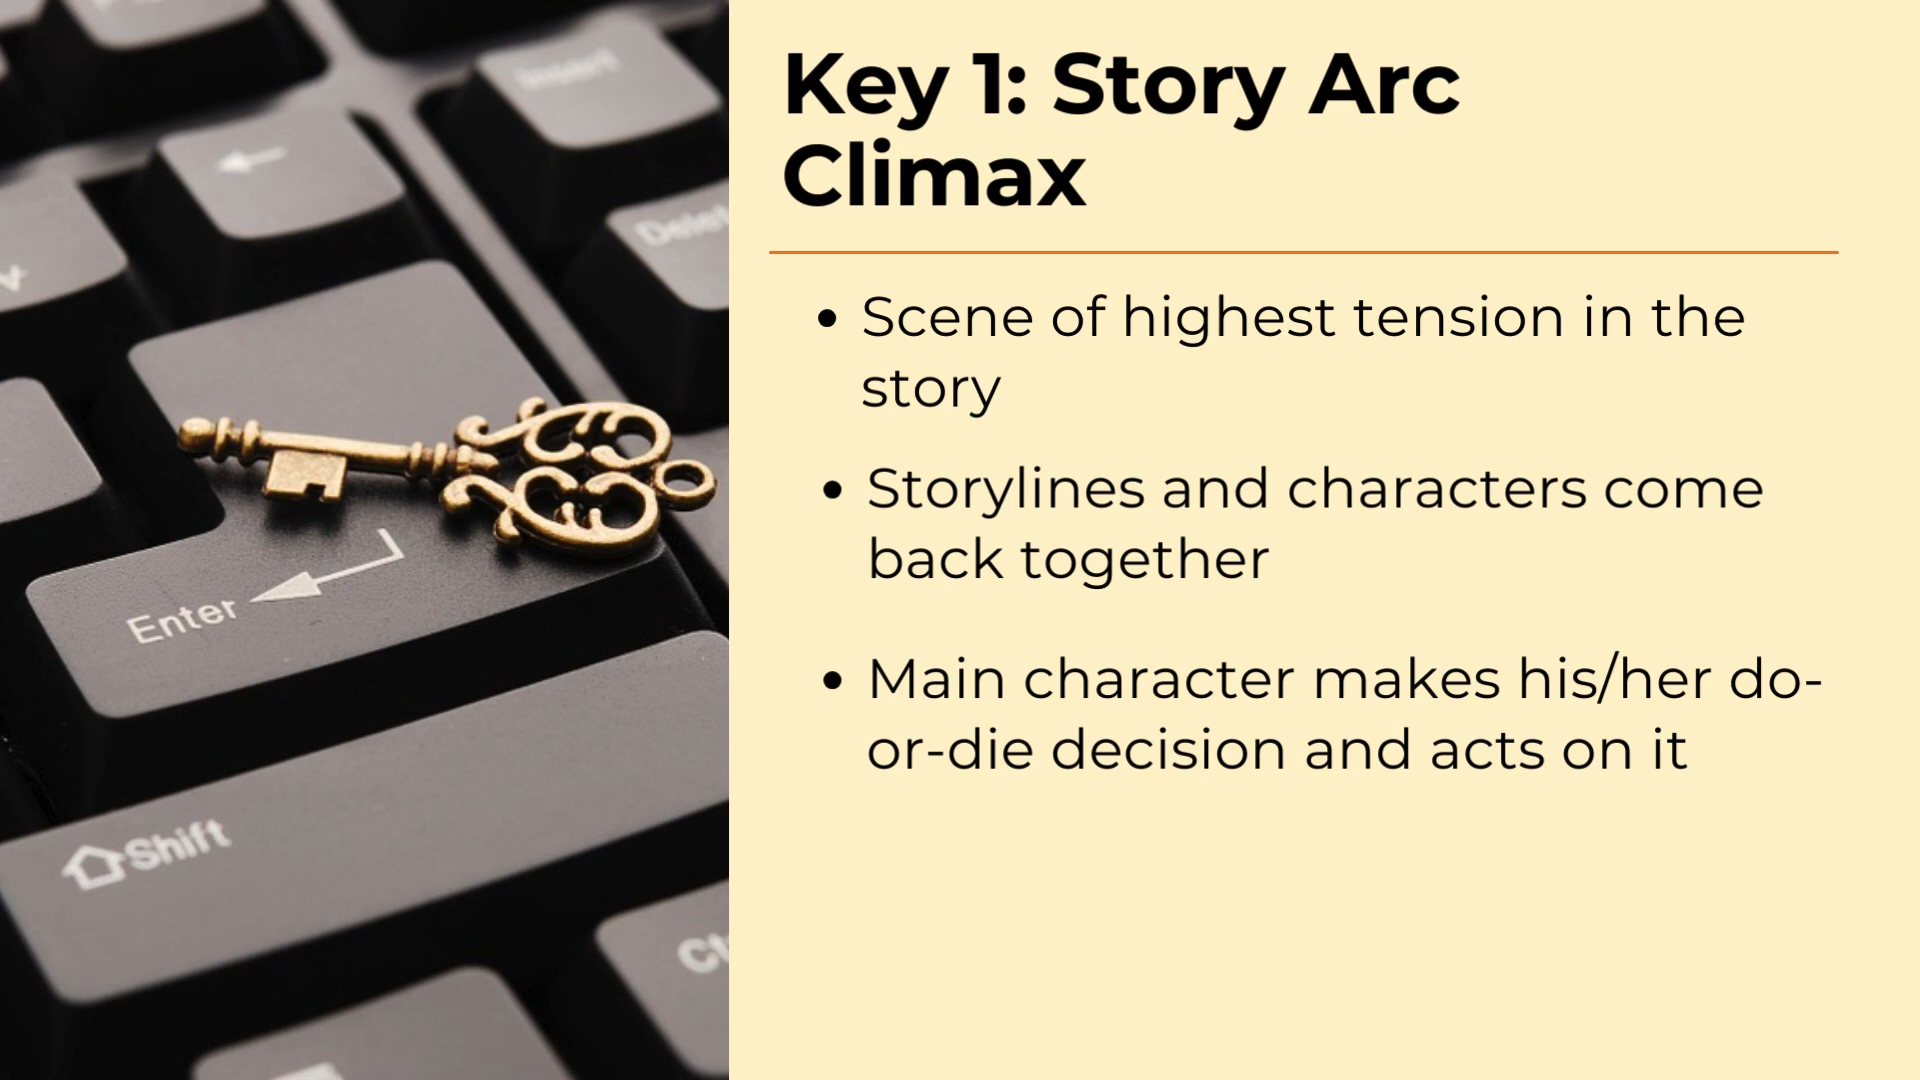 Key 1: Story Arc
Climax
• Scene of highest tension in the
story
• Storylines and characters come
back together
• Main character makes his/her do-
or-die decision and acts on it
Insert
Enter
Shift